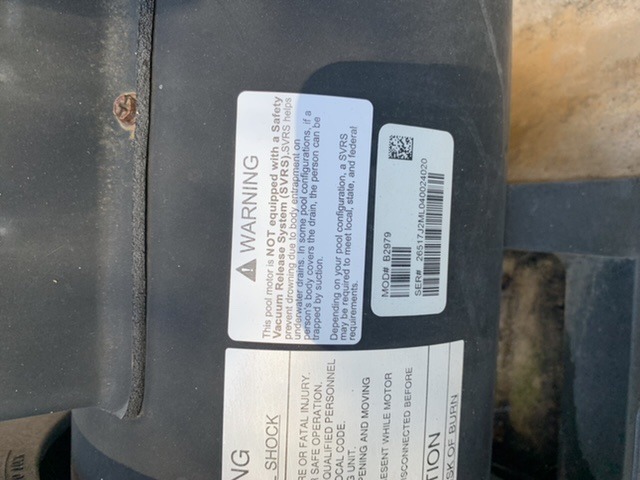 WARNING
This pool motor is NOT equipped with a Safety
Vacuum Release System (SVRS).SVRS helps
prevent drowning due to body entrapment on
underwater drains. In some pool configurations, if a
person's body covers the drain, the person can be
trapped by suction.
Depending on your pool configuration, a SVRS
may be required to meet local, state, and federal
requirements.
MOD#: B2979
SER#: 26517J2ML040024020
NG
SHOCK
RE OR FATAL INJURY.
R SAFE OPERATION.
QUALIFIED PERSONNEL
OCAL CODE.
UNIT.
PENING AND MOVING
RESENT WHILE MOTOR
ISCONNECTED BEFORE
TION
SK OF BURN